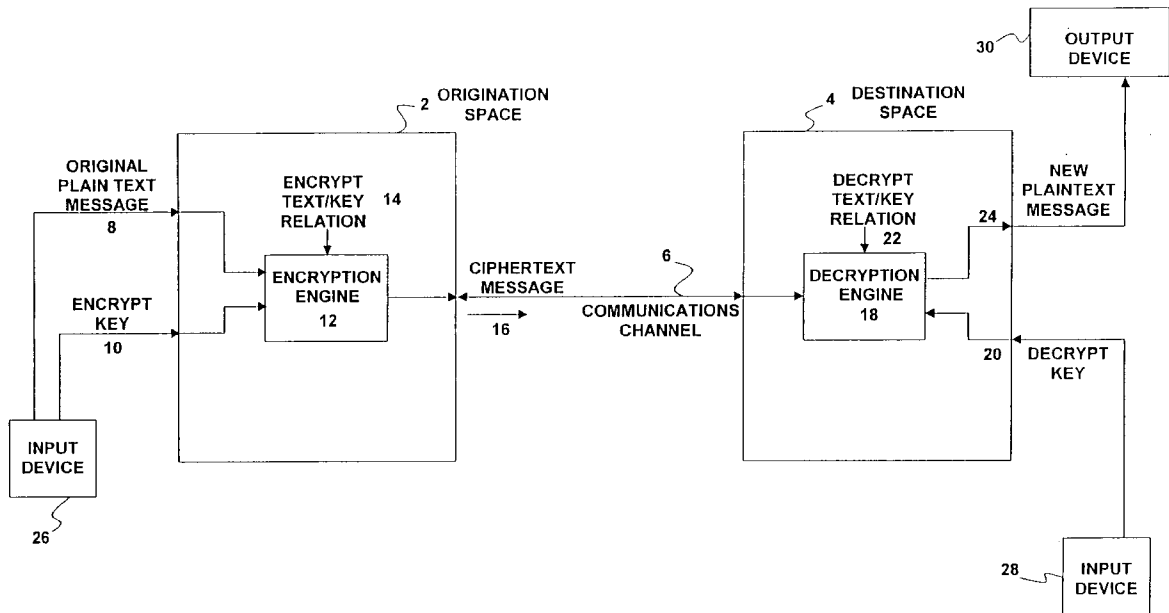 30
OUTPUT
DEVICE
2
ORIGINATION
SPACE
4
DESTINATION
SPACE
ORIGINAL
PLAIN TEXT
MESSAGE
8
ENCRYPT
TEXT/KEY
RELATION
14
ENCRYPTION
ENGINE
12
ENCRYPT
KEY
10
INPUT
DEVICE
26
CIPHERTEXT
MESSAGE
16
6
COMMUNICATIONS
CHANNEL
DECRYPT
TEXT/KEY
RELATION
22
DECRYPTION
ENGINE
18
24
NEW
PLAINTEXT
MESSAGE
20
DECRYPT
KEY
28
INPUT
DEVICE